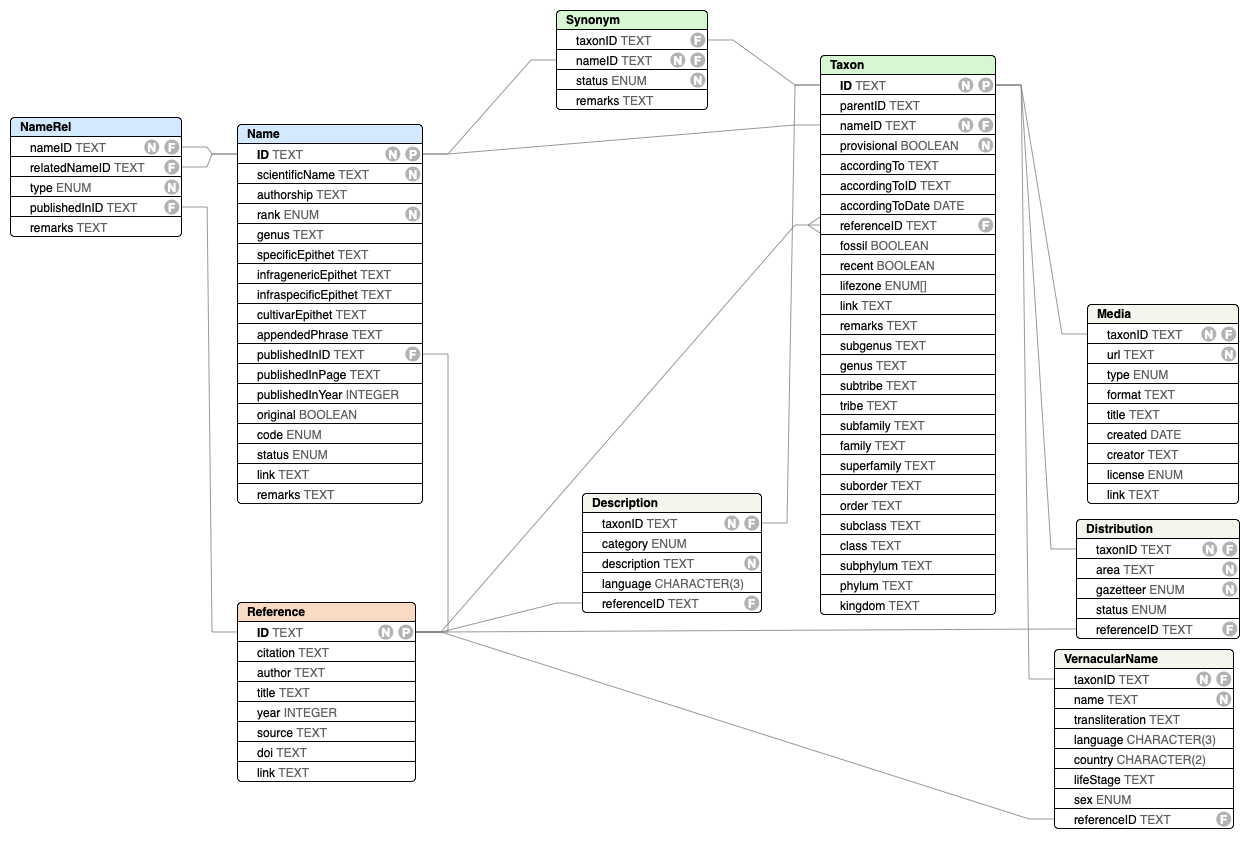 Synonym
taxonID TEXT F
nameID TEXT N F
status ENUM N
remarks TEXT
Taxon
ID TEXT N P
parentID TEXT
nameID TEXT N F
provisional BOOLEAN N
accordingTo TEXT
accordingToID TEXT
accordingToDate DATE
referenceID TEXT F
fossil BOOLEAN
recent BOOLEAN
lifezone ENUM[]
link TEXT
remarks TEXT
subgenus TEXT
genus TEXT
subtribe TEXT
tribe TEXT
subfamily TEXT
family TEXT
superfamily TEXT
suborder TEXT
order TEXT
subclass TEXT
class TEXT
subphylum TEXT
phylum TEXT
kingdom TEXT
NameRel
nameID TEXT N F
relatedNameID TEXT F
type ENUM N
publishedInID TEXT F
remarks TEXT
Name
ID TEXT N P
scientificName TEXT N
authorship TEXT
rank ENUM N
genus TEXT
specificEpithet TEXT
infragenericEpithet TEXT
infraspecificEpithet TEXT
cultivarEpithet TEXT
appendedPhrase TEXT
publishedInID TEXT F
publishedInPage TEXT
publishedInYear INTEGER
original BOOLEAN
code ENUM
status ENUM
link TEXT
remarks TEXT
Media
taxonID TEXT N F
url TEXT N
type ENUM
format TEXT
title TEXT
created DATE
creator TEXT
license ENUM
link TEXT
Description
taxonID TEXT N F
category ENUM
description TEXT N
language CHARACTER(3)
referenceID TEXT F
Distribution
taxonID TEXT N F
area TEXT N
gazetteer ENUM N
status ENUM
referenceID TEXT F
Reference
ID TEXT N P
citation TEXT
author TEXT
title TEXT
year INTEGER
source TEXT
doi TEXT
link TEXT
VernacularName
taxonID TEXT N F
name TEXT N
transliteration TEXT
language CHARACTER(3)
country CHARACTER(2)
lifeStage TEXT
sex ENUM
referenceID TEXT F